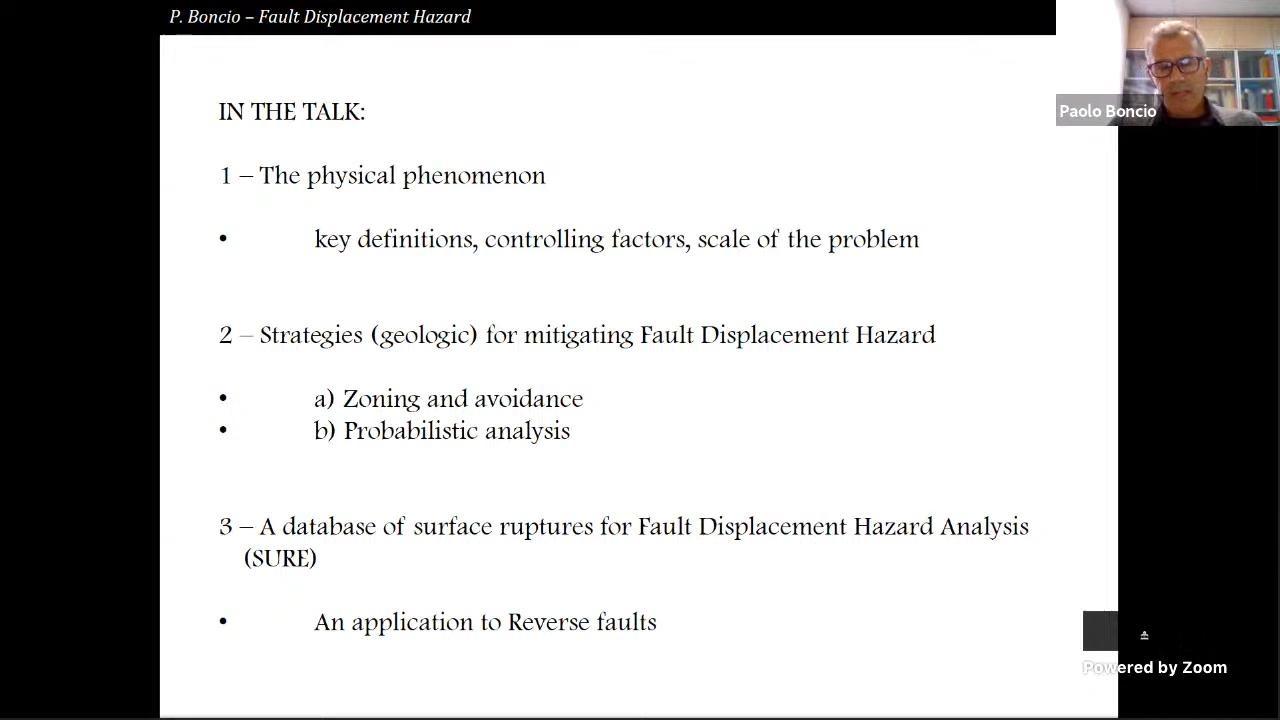 P. Boncio – Fault Displacement Hazard
Paolo Boncio
IN THE TALK:
1 – The physical phenomenon
• key definitions, controlling factors, scale of the problem
2 – Strategies (geologic) for mitigating Fault Displacement Hazard
• a) Zoning and avoidance
• b) Probabilistic analysis
3 – A database of surface ruptures for Fault Displacement Hazard Analysis
(SURE)
• An application to Reverse faults
Powered by Zoom